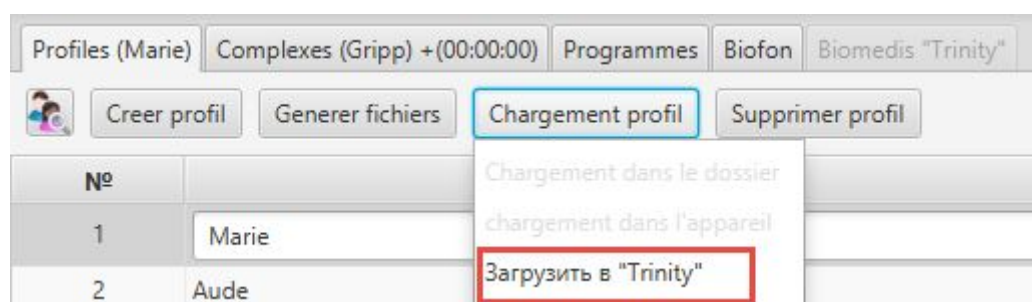 Profiles (Marie) Complexes (Gripp) +(00:00:00) Programmes Biofon Biomedis "Trinity"
Creer profil Generer fichiers Chargement profil Supprimer profil
Nº
Chargement dans le dossier
1 Marie
chargement dans l'appareil
Загрузить в "Trinity"
2 Aude